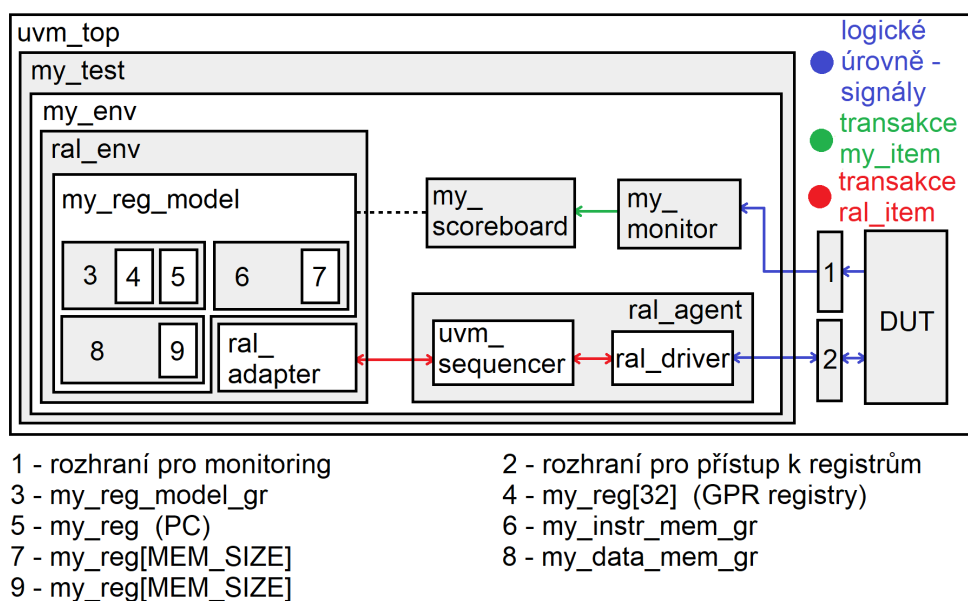 uvm_top
my_test
my_env
ral_env
my_reg_model
3
4
5
6
7
8
9
ral_
adapter
my_
scoreboard
my_
monitor
ral_agent
uvm_
sequencer
ral_driver
1
2
DUT
logické
úrovně -
signály
transakce
my_item
transakce
ral_item
1 - rozhraní pro monitoring
2 - rozhraní pro přístup k registrům
3 - my_reg_model_gr
4 - my_reg[32] (GPR registry)
5 - my_reg (PC)
6 - my_instr_mem_gr
7 - my_reg[MEM_SIZE]
8 - my_data_mem_gr
9 - my_reg[MEM_SIZE]